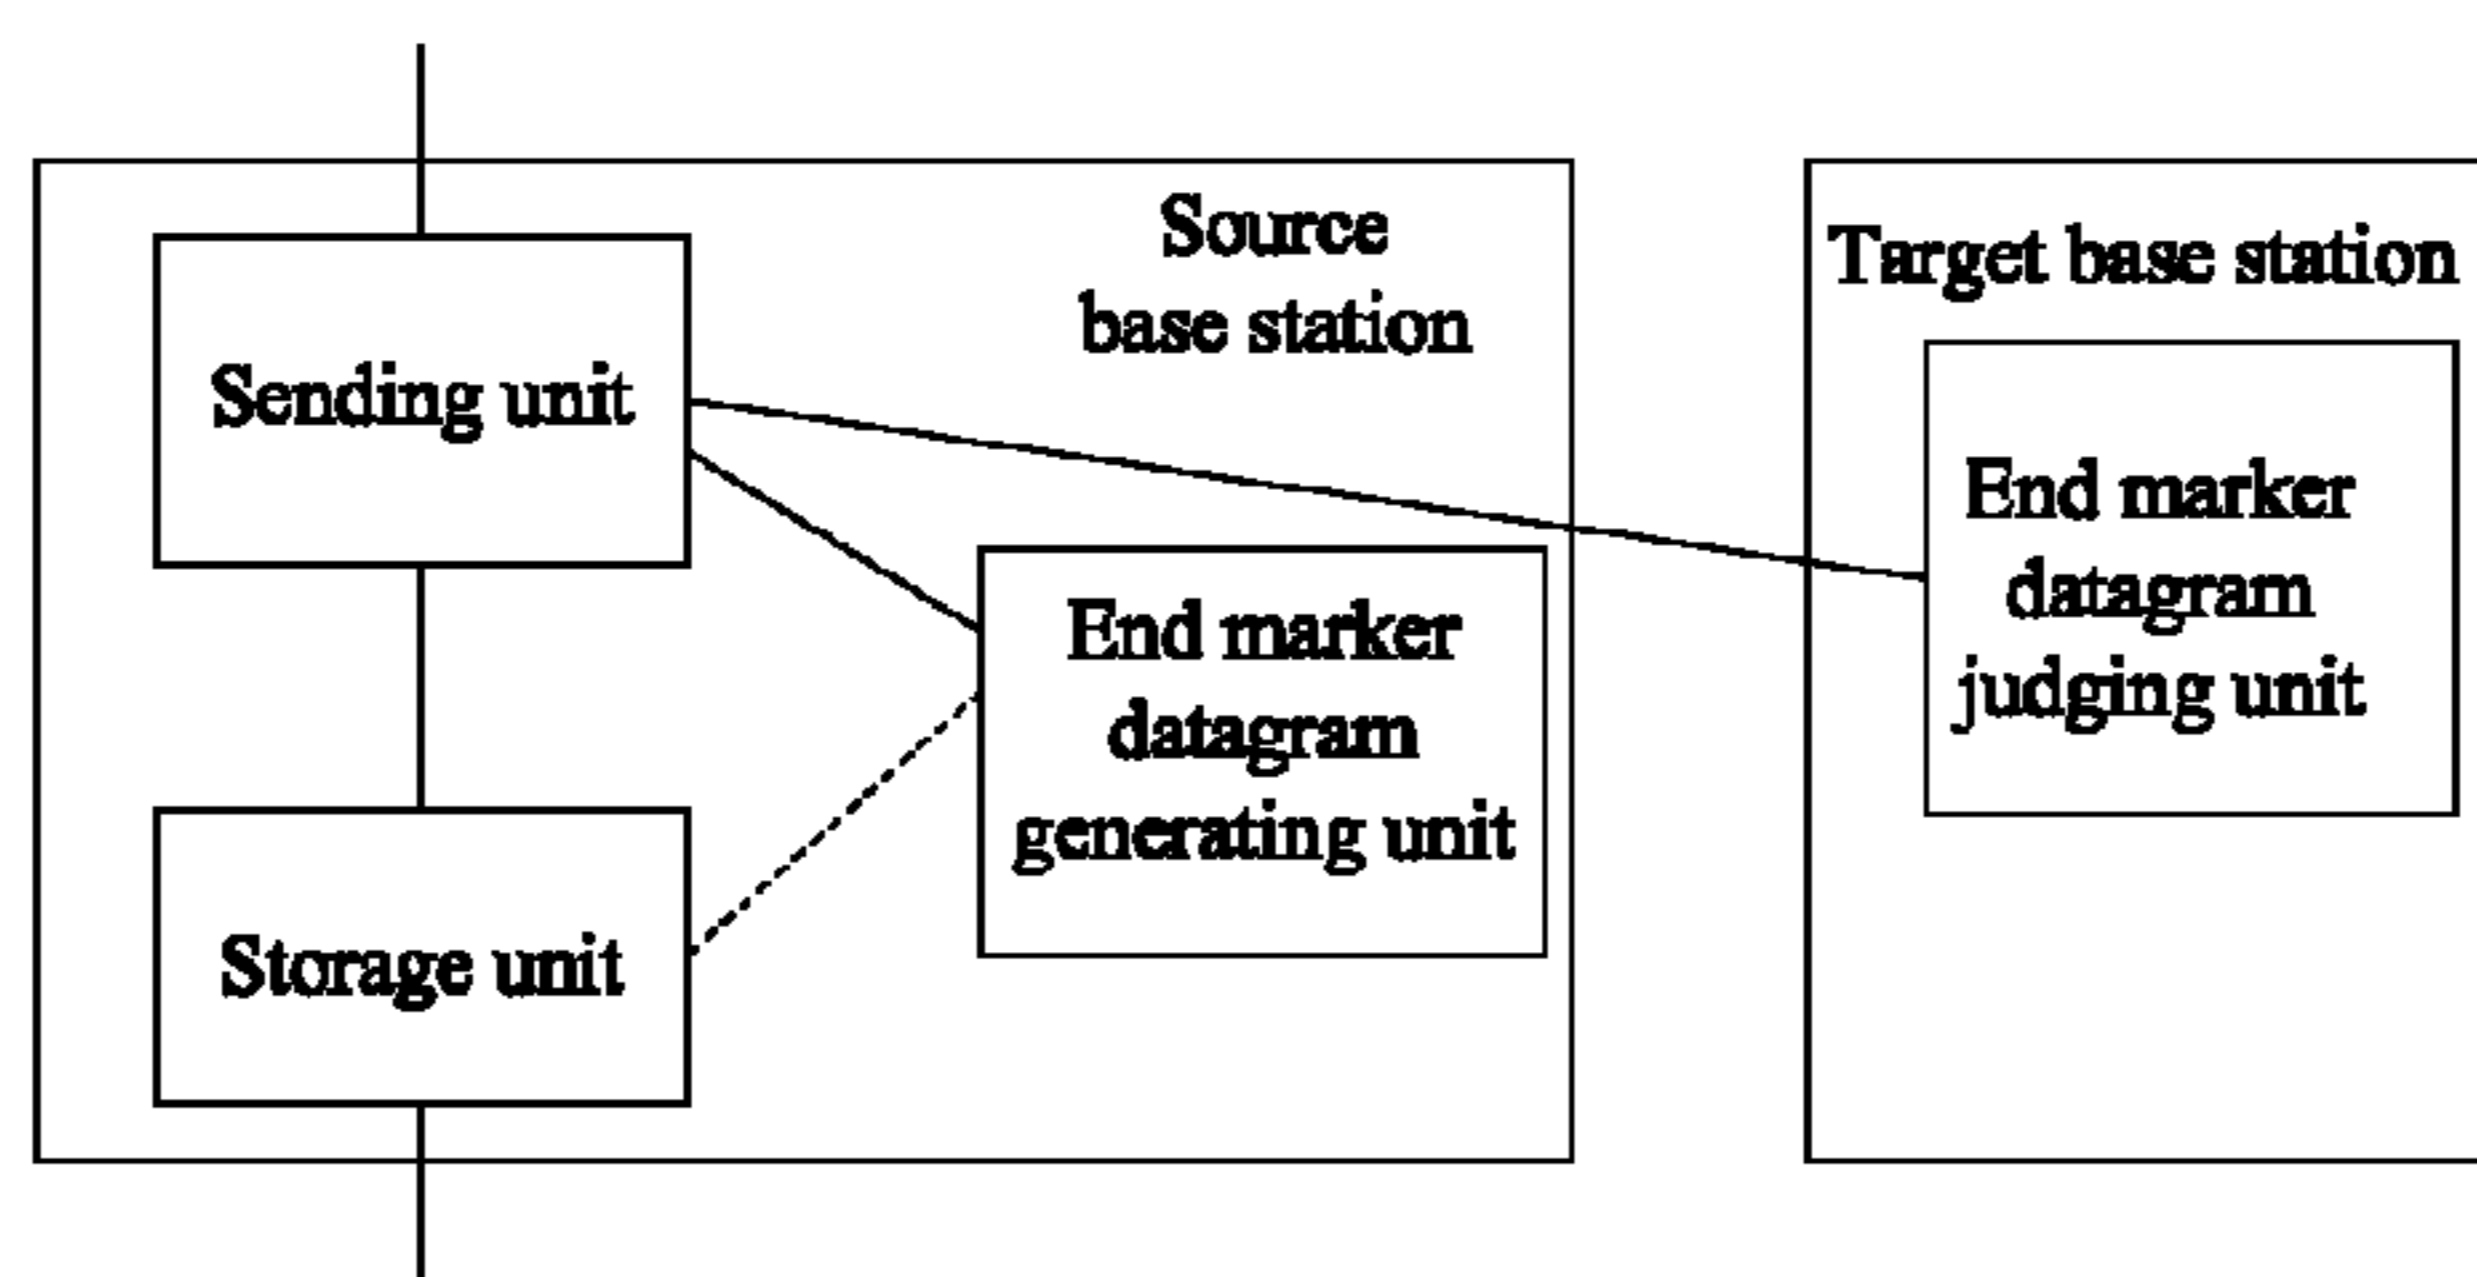 Source
base station
Sending unit
End marker
datagram
generating unit
Storage unit
Target base station
End marker
datagram
judging unit